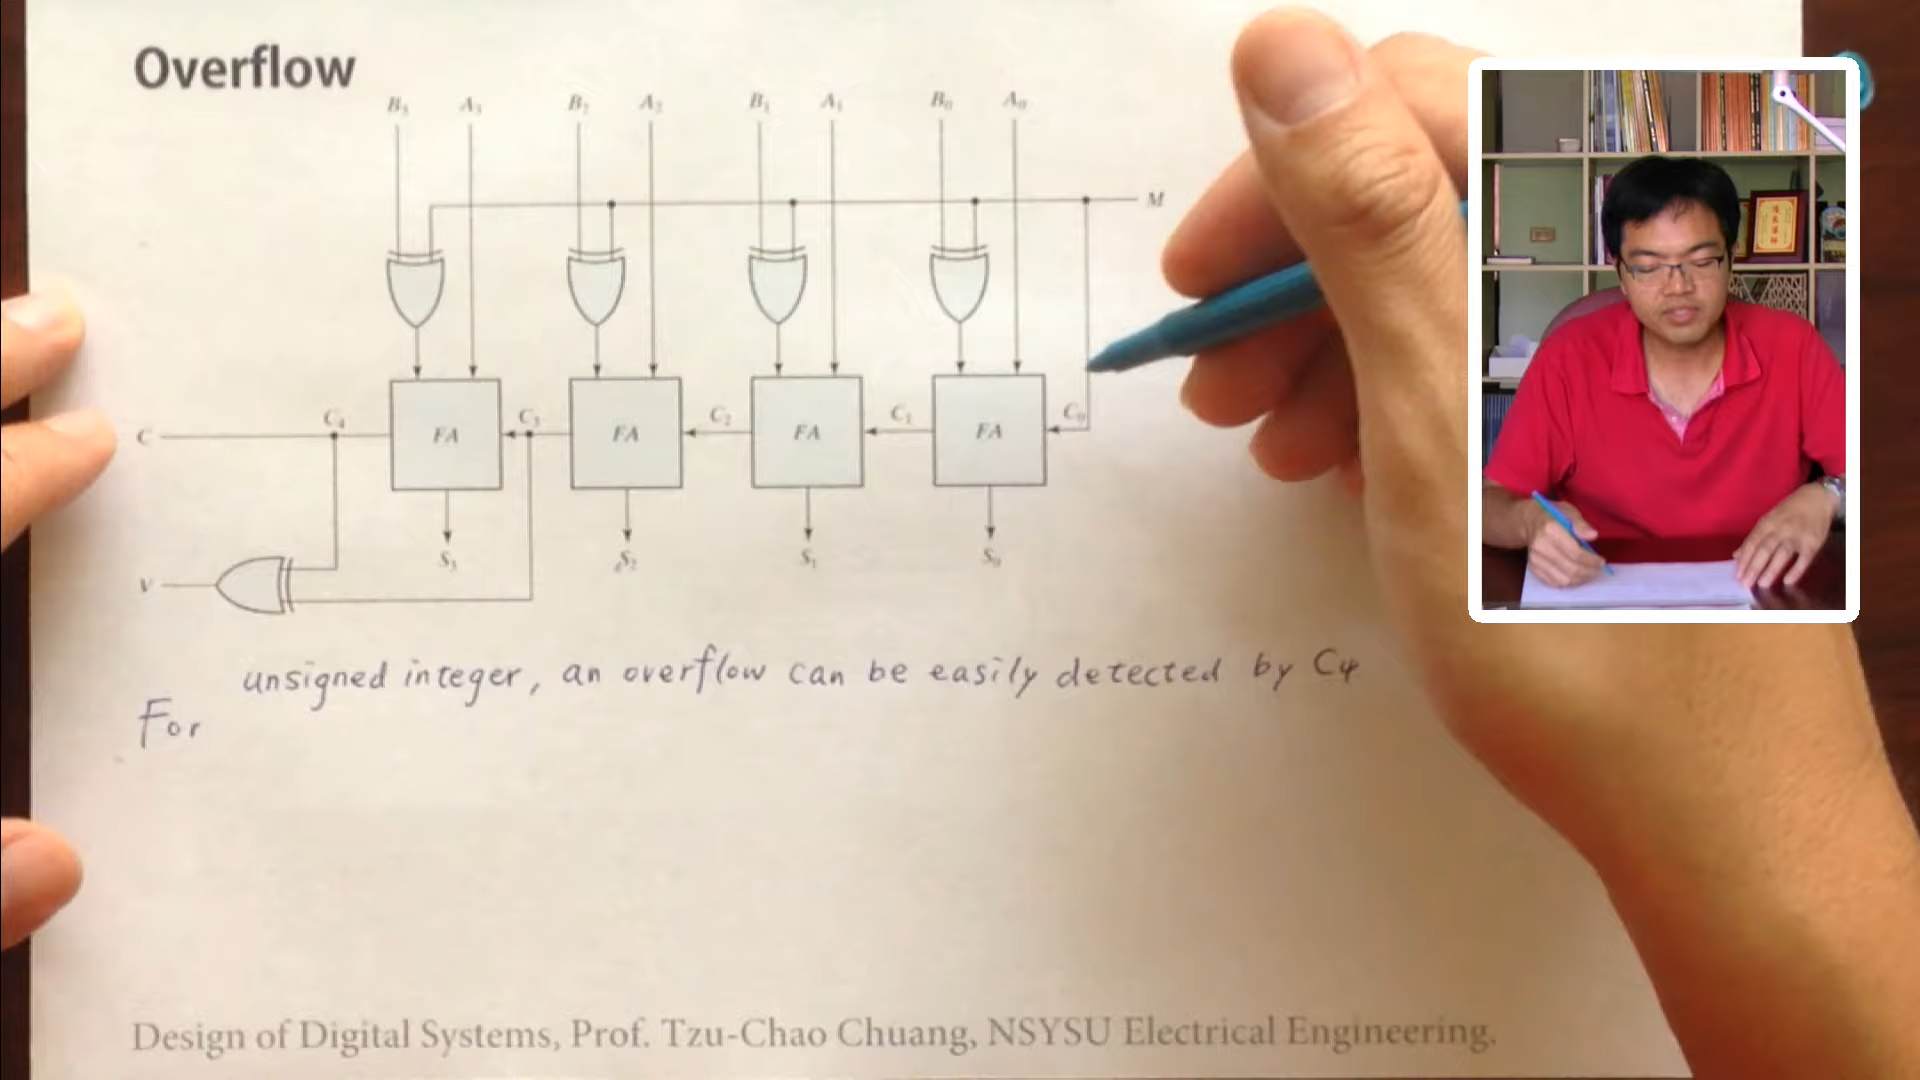 Overflow
B₃ A₃ B₂ A₂ B₁ A₁ B₀ A₀
M
C C₄ FA C₃ FA C₂ FA C₁ FA C₀
S₃ S₂ S₁ S₀
V
For unsigned integer, an overflow can be easily detected by C4
Design of Digital Systems, Prof. Tzu-Chao Chuang, NSYSU Electrical Engineering.